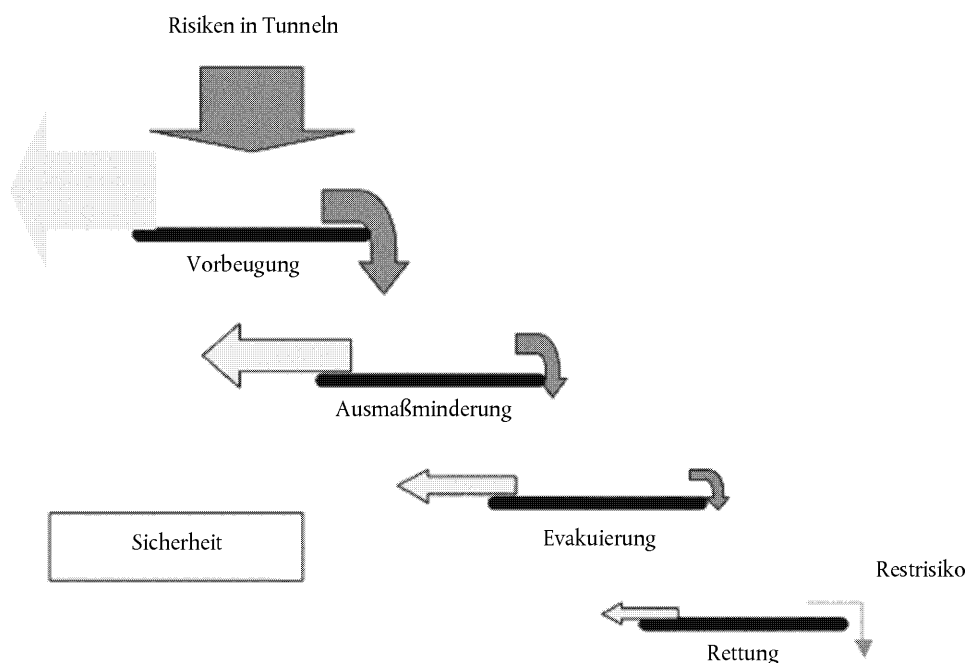 Risiken in Tunneln
Vorbeugung
Ausmaßminderung
Evakuierung
Sicherheit
Restrisiko
Rettung